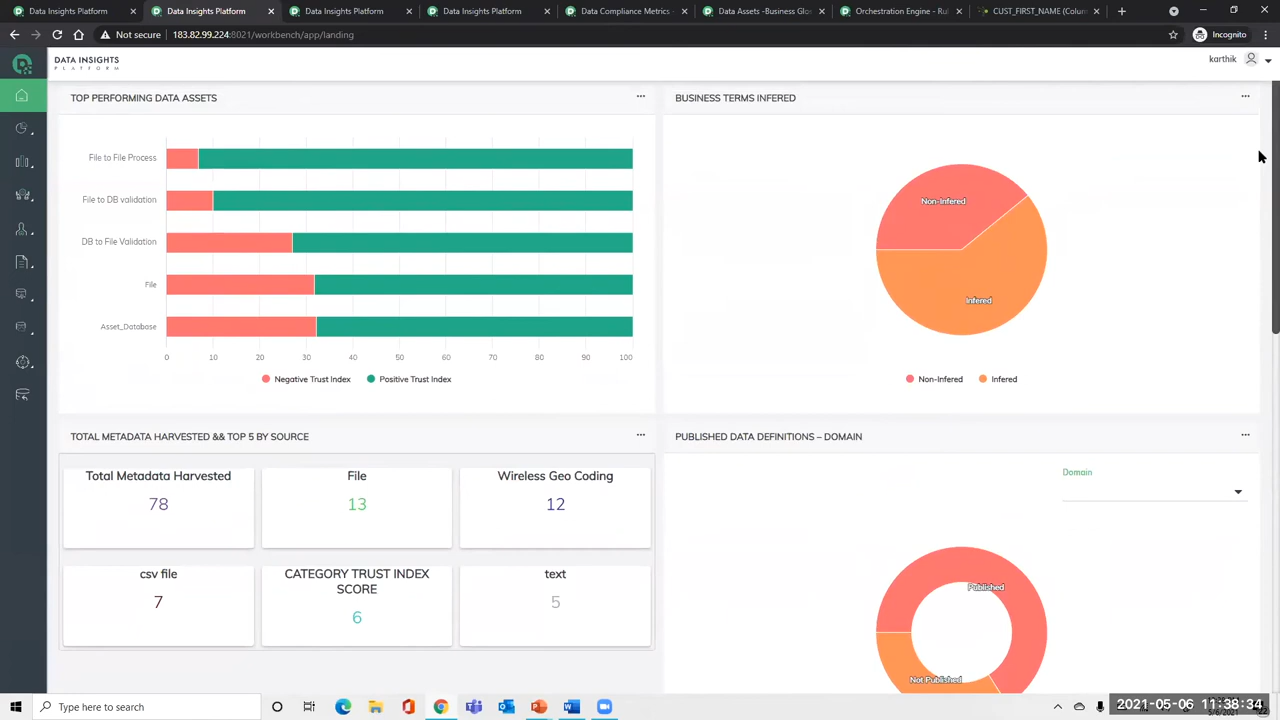 Data Insights Platform
Data Insights Platform
Data Insights Platform
Data Insights Platform
Data Compliance Metrics -
Data Assets -Business Glo
Orchestration Engine - Rul
CUST_FIRST_NAME (Colum
Not secure
183.82.99.224:8021/workbench/app/landing
Incognito
DATA INSIGHTS
PLATFORM
karthik
TOP PERFORMING DATA ASSETS
File to File Process
File to DB validation
DB to File Validation
File
Asset_Database
0 10 20 30 40 50 60 70 80 90 100
Negative Trust Index Positive Trust Index
BUSINESS TERMS INFERED
Non-Infered
Infered
Non-Infered Infered
TOTAL METADATA HARVESTED && TOP 5 BY SOURCE
Total Metadata Harvested
78
File
13
Wireless Geo Coding
12
csv file
7
CATEGORY TRUST INDEX
SCORE
6
text
5
PUBLISHED DATA DEFINITIONS – DOMAIN
Domain
Published
Not Published
Type here to search
2021-05-06 11:38:34